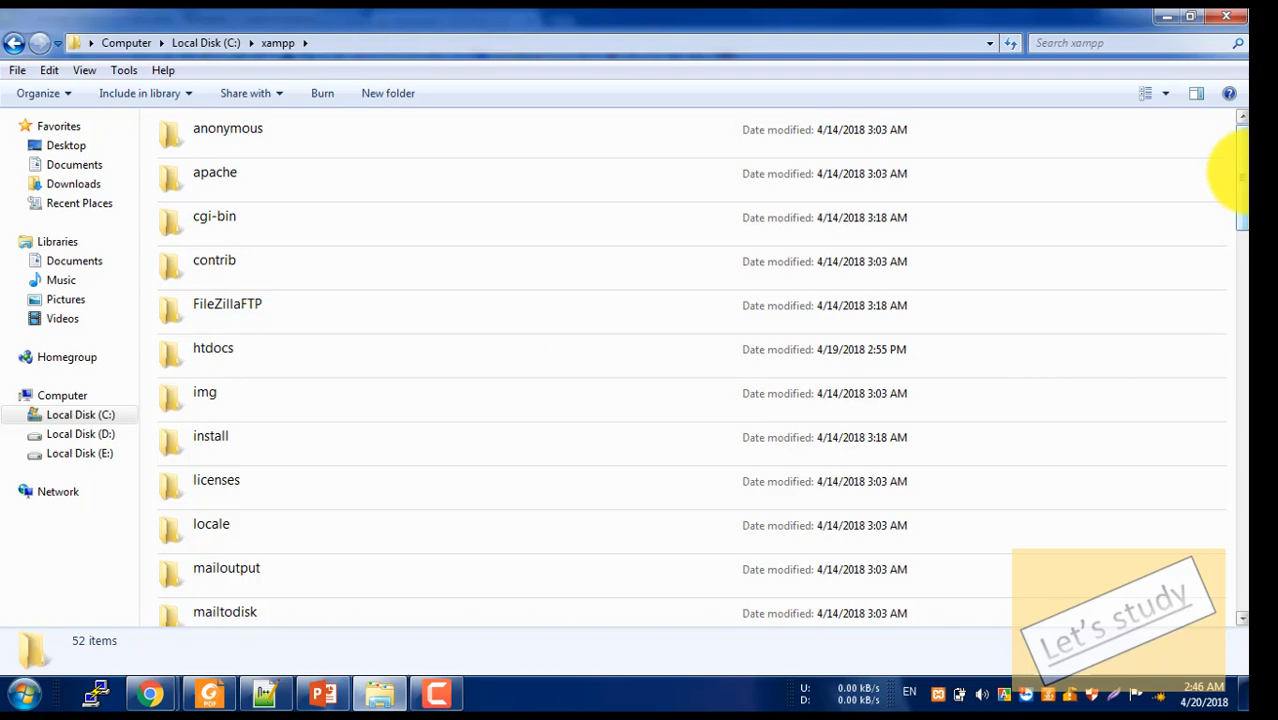 Computer Local Disk (C:) xampp
Search xampp
File Edit View Tools Help
Organize Include in library Share with Burn New folder
Favorites
Desktop
Documents
Downloads
Recent Places
Libraries
Documents
Music
Pictures
Videos
Homegroup
Computer
Local Disk (C:)
Local Disk (D:)
Local Disk (E:)
Network
anonymous Date modified: 4/14/2018 3:03 AM
apache Date modified: 4/14/2018 3:03 AM
cgi-bin Date modified: 4/14/2018 3:18 AM
contrib Date modified: 4/14/2018 3:03 AM
FileZillaFTP Date modified: 4/14/2018 3:18 AM
htdocs Date modified: 4/19/2018 2:55 PM
img Date modified: 4/14/2018 3:03 AM
install Date modified: 4/14/2018 3:18 AM
licenses Date modified: 4/14/2018 3:03 AM
locale Date modified: 4/14/2018 3:03 AM
mailoutput Date modified: 4/14/2018 3:03 AM
mailtodisk Date modified: 4/14/2018 3:03 AM
52 items
Let's study
PDF
U: 0.00 kB/s
D: 0.00 kB/s
EN
2:46 AM
4/20/2018